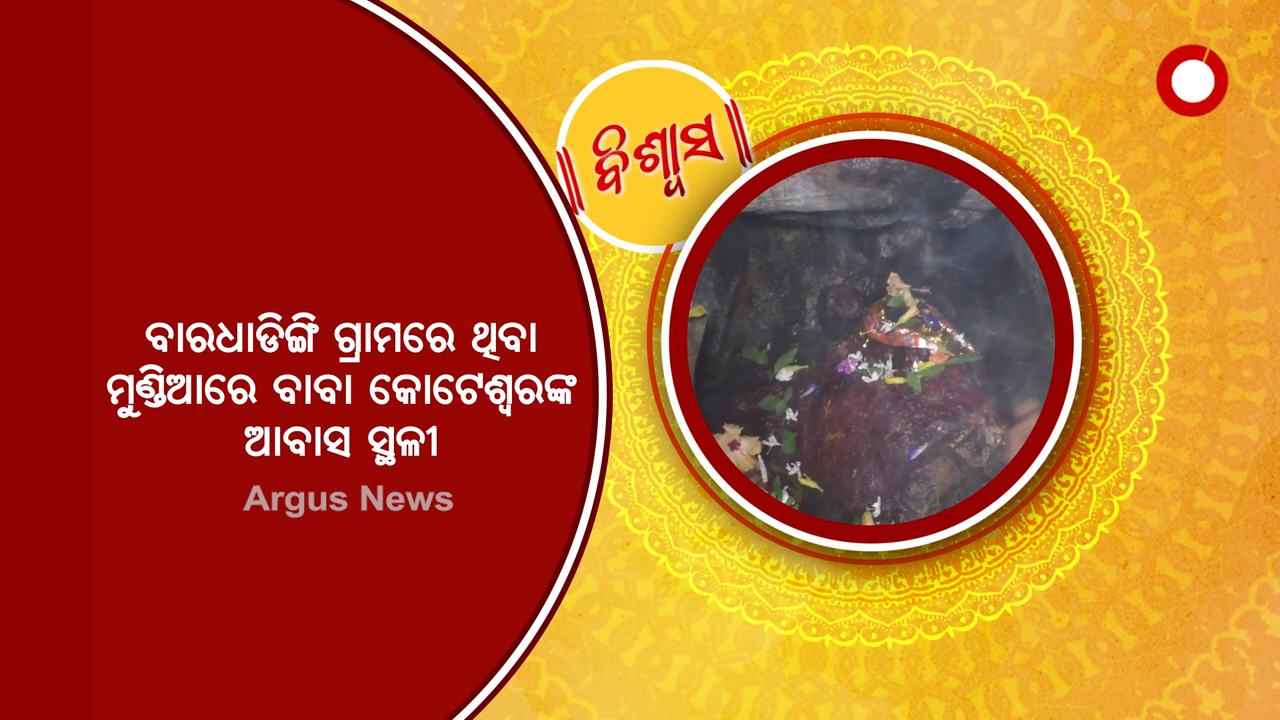 ॥ ବିଶ୍ୱାସ ॥
ବାରଧାଡିଙ୍ଗି ଗ୍ରାମରେ ଥିବା
ମୁଣ୍ଡିଆରେ ବାବା କୋଟେଶ୍ୱରଙ୍କ
ଆବାସ ସ୍ଥଳୀ
Argus News